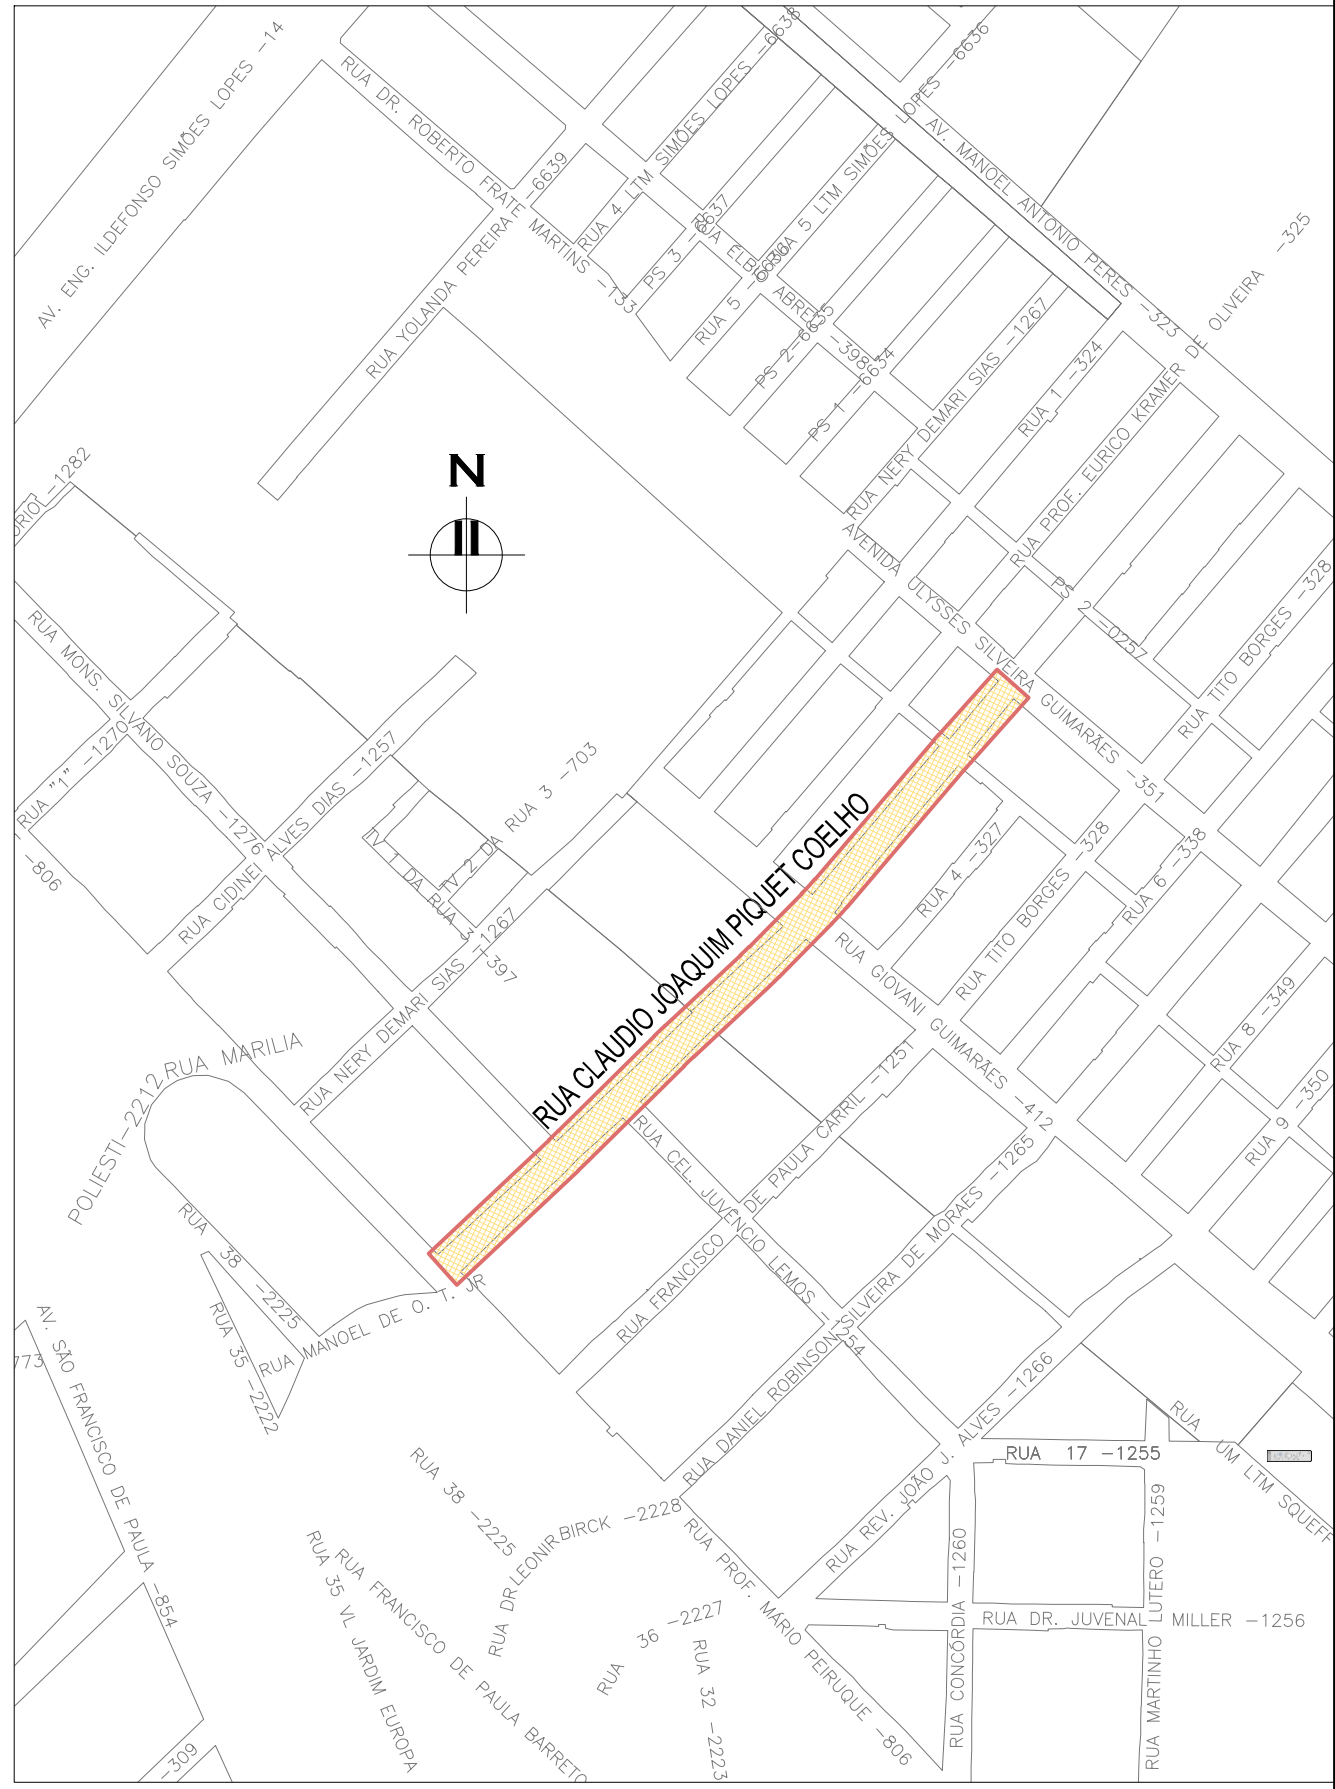 AV. ENG. ILDEFONSO SIMÕES LOPES -14
RUA DR. ROBERTO FRATE MARTINS -133
RUA 4 LTM SIMÕES LOPES -6638
RUA YOLANDA PEREIRA -6639
PS 3 -6637
RUA 5 LTM SIMÕES LOPES -6636
RUA 5 -6636
AV. MANOEL ANTONIO PERES -323
RUA ELBIO ABREU -398
PS 2 -6635
PS 1 -6634
RUA NERY DEMARI SIAS -1267
RUA 1 -324
RUA PROF. EURICO KRAMER DE OLIVEIRA -325
-1282
N
AVENIDA ULYSSES SILVEIRA GUIMARÃES -351
PS 2 -0257
RUA TITO BORGES -328
RUA MONS. SILVANO SOUZA -1276
RUA "1" -1270
-806
RUA CIDINEI ALVES DIAS -1257
TV 1 DA RUA 3 -397
TV 2 DA RUA 3 -703
RUA NERY DEMARI SIAS -1267
RUA CLAUDIO JOAQUIM PIQUET COELHO
RUA 4 -327
RUA TITO BORGES -328
RUA 6 -338
RUA GIOVANI GUIMARÃES -412
RUA 8 -349
RUA 9 -350
POLIESTI-2212 RUA MARILIA
RUA CEL. JUVENCIO LEMOS -1254
RUA FRANCISCO DE PAULA CARRIL -1251
RUA DANIEL ROBINSON SILVEIRA DE MORAES -1265
RUA 38 -2225
RUA 35 -2222
RUA MANOEL DE O. T. JR
773
AV. SÃO FRANCISCO DE PAULA -854
RUA REV. JOÃO J. ALVES -1266
RUA 17 -1255
RUA UM LTM SQUEFF
RUA 38 -2225
RUA DR LEONIR BIRCK -2228
RUA PROF. MÁRIO PEIRUQUE -806
RUA CONCÓRDIA -1260
RUA MARTINHO LUTERO -1259
RUA DR. JUVENAL MILLER -1256
RUA 35 VL JARDIM EUROPA
RUA FRANCISCO DE PAULA BARRETO
RUA 36 -2227
RUA 32 -2223
-309